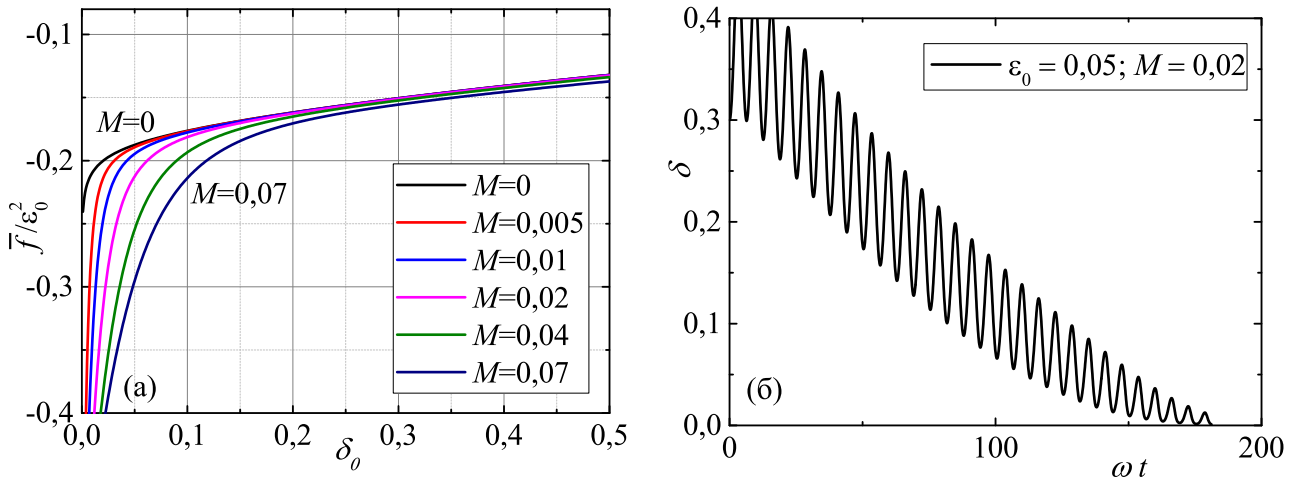 -0,1
-0,2
-0,3
-0,4
f̅/ε₀²
M=0
M=0,07
M=0
M=0,005
M=0,01
M=0,02
M=0,04
M=0,07
(а)
0,0 0,1 0,2 0,3 0,4 0,5
δ₀
0,4
0,3
0,2
0,1
0,0
δ
ε₀ = 0,05; M = 0,02
(б)
0 100 200
ω t